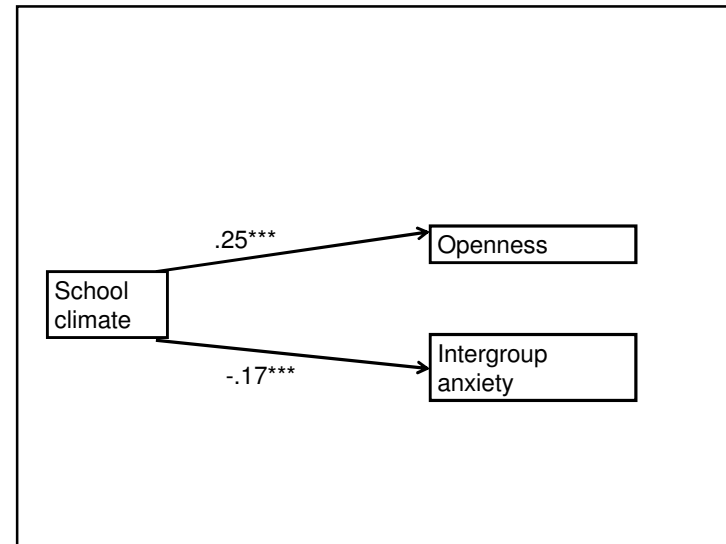 .25***
Openness
School
climate
Intergroup
anxiety
-.17***